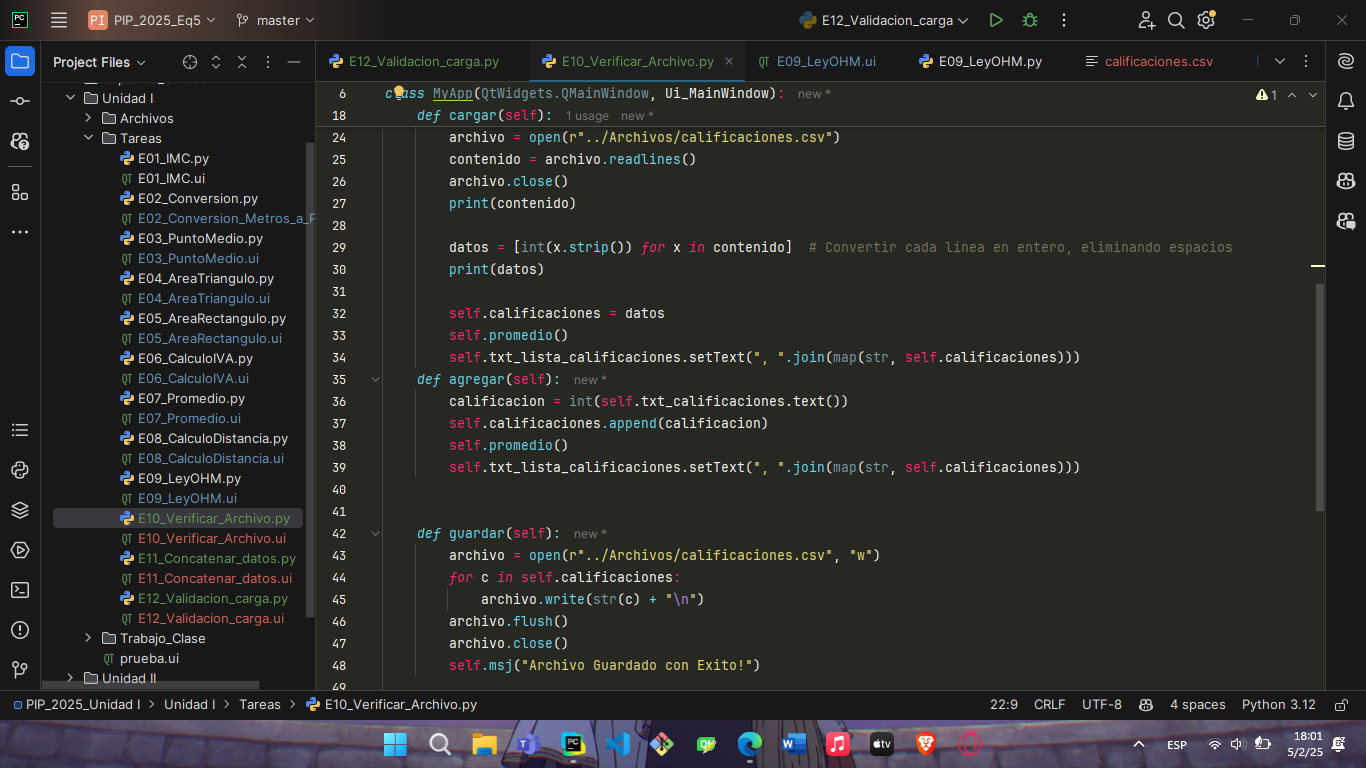 PC
PI PIP_2025_Eq5
master
E12_Validacion_carga
Project Files
E12_Validacion_carga.py
E10_Verificar_Archivo.py
E09_LeyOHM.ui
E09_LeyOHM.py
calificaciones.csv
Unidad I
Archivos
Tareas
E01_IMC.py
E01_IMC.ui
E02_Conversion.py
E02_Conversion_Metros_a_P
E03_PuntoMedio.py
E03_PuntoMedio.ui
E04_AreaTriangulo.py
E04_AreaTriangulo.ui
E05_AreaRectangulo.py
E05_AreaRectangulo.ui
E06_CalculoIVA.py
E06_CalculoIVA.ui
E07_Promedio.py
E07_Promedio.ui
E08_CalculoDistancia.py
E08_CalculoDistancia.ui
E09_LeyOHM.py
E09_LeyOHM.ui
E10_Verificar_Archivo.py
E10_Verificar_Archivo.ui
E11_Concatenar_datos.py
E11_Concatenar_datos.ui
E12_Validacion_carga.py
E12_Validacion_carga.ui
Trabajo_Clase
prueba.ui
Unidad II
6 class MyApp(QtWidgets.QMainWindow, Ui_MainWindow): new *
1
18 def cargar(self): 1 usage new *
24 archivo = open(r"../Archivos/calificaciones.csv")
25 contenido = archivo.readlines()
26 archivo.close()
27 print(contenido)
28
29 datos = [int(x.strip()) for x in contenido] # Convertir cada línea en entero, eliminando espacios
30 print(datos)
31
32 self.calificaciones = datos
33 self.promedio()
34 self.txt_lista_calificaciones.setText(", ".join(map(str, self.calificaciones)))
35 def agregar(self): new *
36 calificacion = int(self.txt_calificaciones.text())
37 self.calificaciones.append(calificacion)
38 self.promedio()
39 self.txt_lista_calificaciones.setText(", ".join(map(str, self.calificaciones)))
40
41
42 def guardar(self): new *
43 archivo = open(r"../Archivos/calificaciones.csv", "w")
44 for c in self.calificaciones:
45 archivo.write(str(c) + "\n")
46 archivo.flush()
47 archivo.close()
48 self.msj("Archivo Guardado con Exito!")
49
PIP_2025_Unidad I > Unidad I > Tareas > E10_Verificar_Archivo.py
22:9 CRLF UTF-8 4 spaces Python 3.12
ESP
18:01
5/2/25